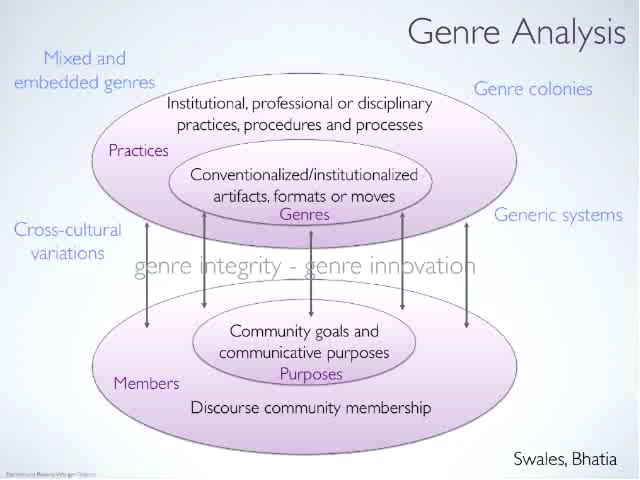 Genre Analysis
Mixed and
embedded genres
Genre colonies
Institutional, professional or disciplinary
practices, procedures and processes
Practices
Conventionalized/institutionalized
artifacts, formats or moves
Genres
Cross-cultural
variations
Generic systems
genre integrity - genre innovation
Community goals and
communicative purposes
Purposes
Members
Discourse community membership
Swales, Bhatia